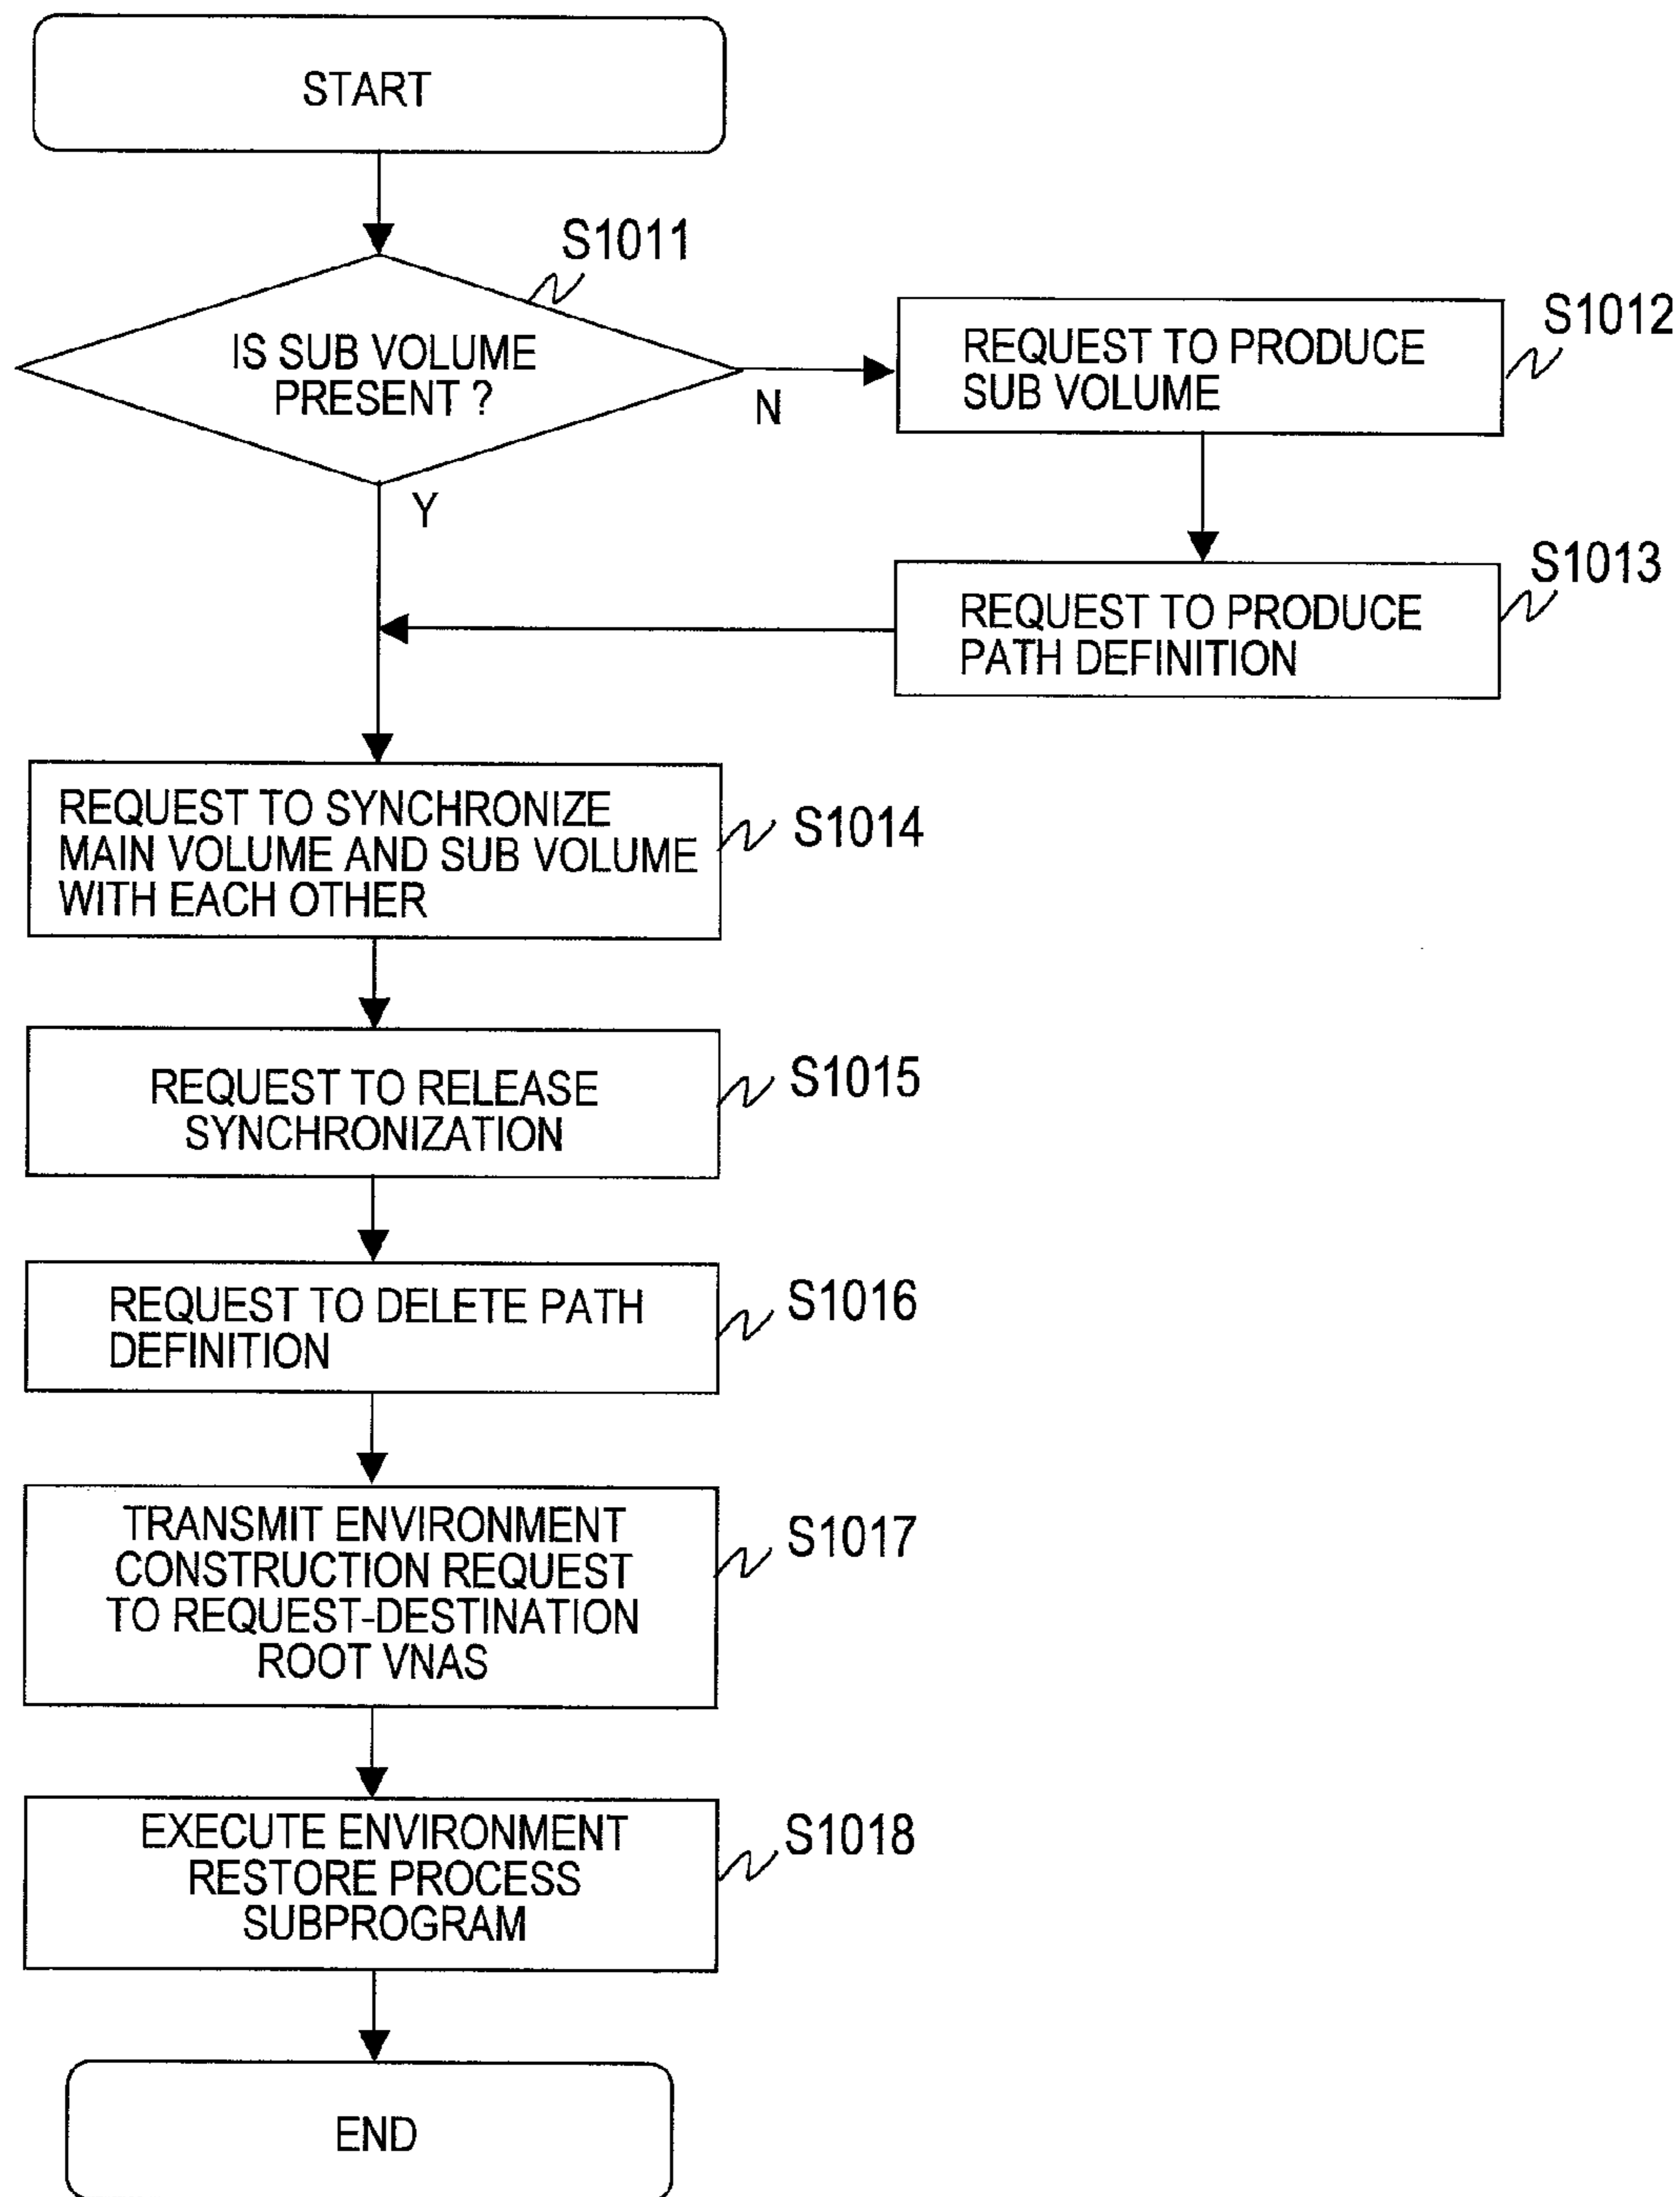 START
S1011
IS SUB VOLUME
PRESENT ?
N
Y
S1012
REQUEST TO PRODUCE
SUB VOLUME
S1013
REQUEST TO PRODUCE
PATH DEFINITION
REQUEST TO SYNCHRONIZE
MAIN VOLUME AND SUB VOLUME
WITH EACH OTHER
S1014
REQUEST TO RELEASE
SYNCHRONIZATION
S1015
REQUEST TO DELETE PATH
DEFINITION
S1016
TRANSMIT ENVIRONMENT
CONSTRUCTION REQUEST
TO REQUEST-DESTINATION
ROOT VNAS
S1017
EXECUTE ENVIRONMENT
RESTORE PROCESS
SUBPROGRAM
S1018
END